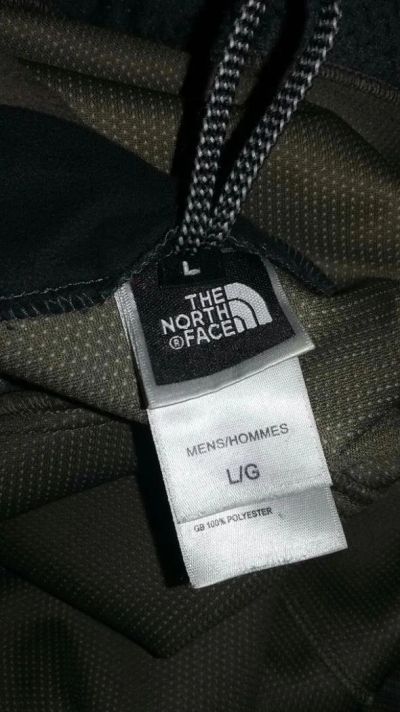 L
THE
NORTH
®FACE
MENS/HOMMES
L/G
GB 100% POLYESTER